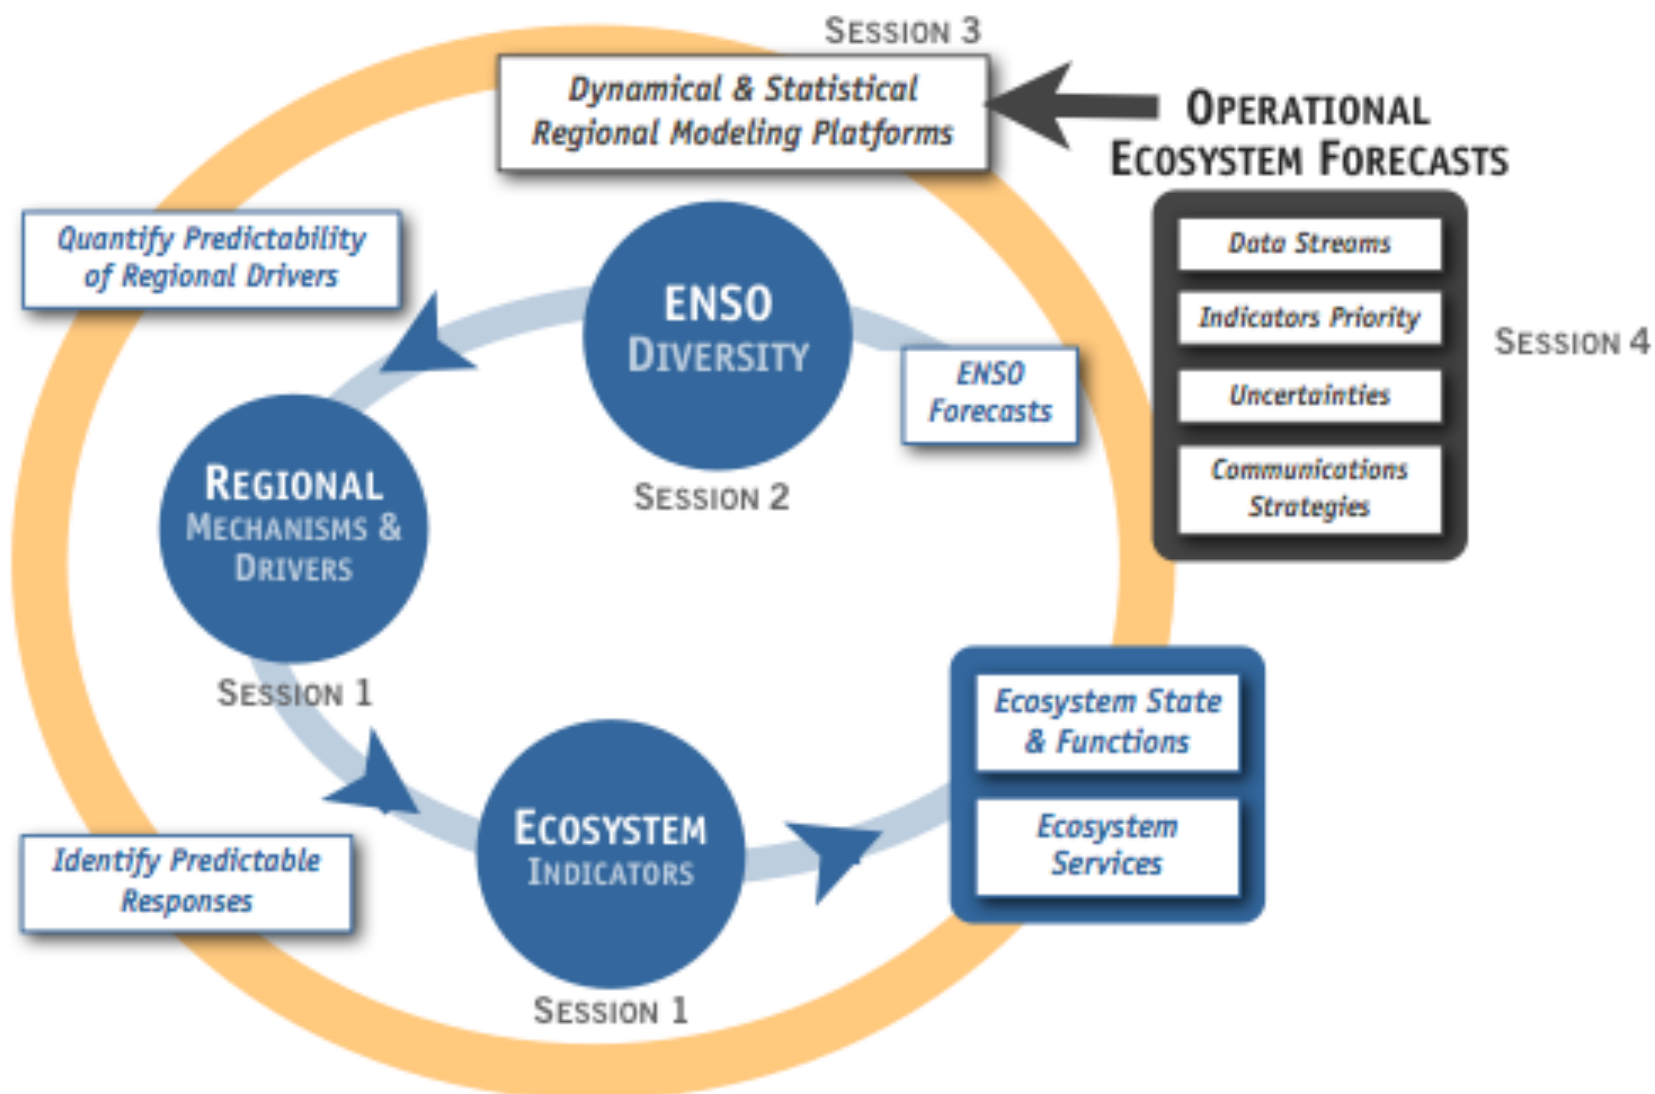 SESSION 3
Dynamical & Statistical
Regional Modeling Platforms
OPERATIONAL
ECOSYSTEM FORECASTS
Data Streams
Indicators Priority
Uncertainties
Communications
Strategies
SESSION 4
Quantify Predictability
of Regional Drivers
ENSO
DIVERSITY
SESSION 2
ENSO
Forecasts
REGIONAL
MECHANISMS &
DRIVERS
SESSION 1
Ecosystem State
& Functions
Ecosystem
Services
ECOSYSTEM
INDICATORS
SESSION 1
Identify Predictable
Responses